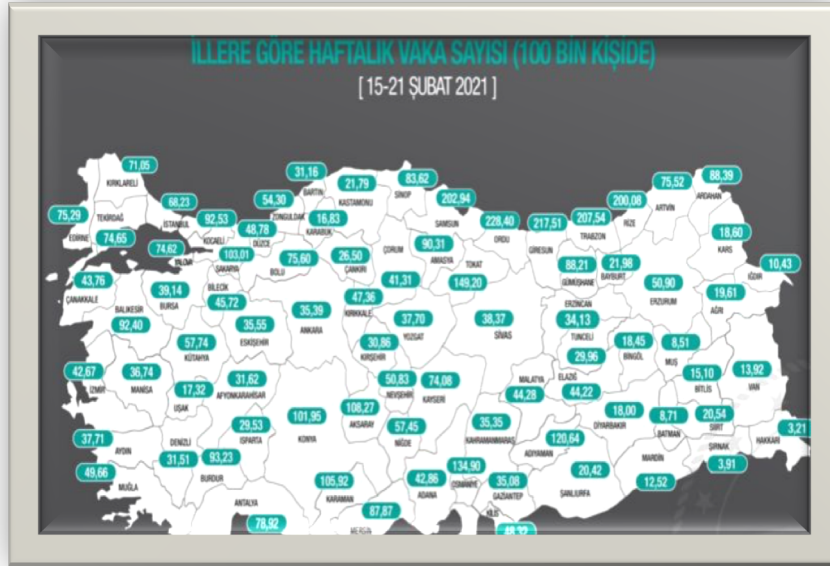 İLLERE GÖRE HAFTALIK VAKA SAYISI (100 BİN KİŞİDE)
[ 15-21 ŞUBAT 2021 ]
71,05
KIRKLARELİ
75,29
EDİRNE
TEKİRDAĞ
74,65
68,23
İSTANBUL
92,53
KOCAELİ
74,62
YALOVA
103,01
SAKARYA
48,78
DÜZCE
54,30
ZONGULDAK
31,16
BARTIN
16,83
KARABÜK
21,79
KASTAMONU
83,62
SİNOP
202,94
SAMSUN
228,40
ORDU
217,51
GİRESUN
207,54
TRABZON
200,08
RİZE
75,52
ARTVİN
88,39
ARDAHAN
18,60
KARS
10,43
IĞDIR
43,76
ÇANAKKALE
BALIKESİR
92,40
39,14
BURSA
BİLECİK
45,72
75,60
BOLU
26,50
ÇANKIRI
ÇORUM
41,31
90,31
AMASYA
TOKAT
149,20
88,21
GÜMÜŞHANE
21,98
BAYBURT
ERZİNCAN
34,13
50,90
ERZURUM
19,61
AĞRI
57,74
KÜTAHYA
35,55
ESKİŞEHİR
35,39
ANKARA
47,36
KIRIKKALE
30,86
KIRŞEHİR
37,70
YOZGAT
38,37
SİVAS
TUNCELİ
29,96
18,45
BİNGÖL
8,51
MUŞ
15,10
BİTLİS
13,92
VAN
42,67
İZMİR
36,74
MANİSA
17,32
UŞAK
31,62
AFYONKARAHİSAR
101,95
KONYA
108,27
AKSARAY
50,83
NEVŞEHİR
74,08
KAYSERİ
MALATYA
44,28
ELAZIĞ
44,22
18,00
DİYARBAKIR
8,71
BATMAN
20,54
SİİRT
ŞIRNAK
3,91
HAKKARİ
3,21
37,71
AYDIN
49,66
MUĞLA
DENİZLİ
31,51
93,23
BURDUR
29,53
ISPARTA
ANTALYA
78,92
105,92
KARAMAN
57,45
NİĞDE
87,87
MERSİN
42,86
ADANA
134,90
OSMANİYE
35,35
KAHRAMANMARAŞ
35,08
GAZİANTEP
KİLİS
120,64
ADIYAMAN
20,42
ŞANLIURFA
MARDİN
12,52